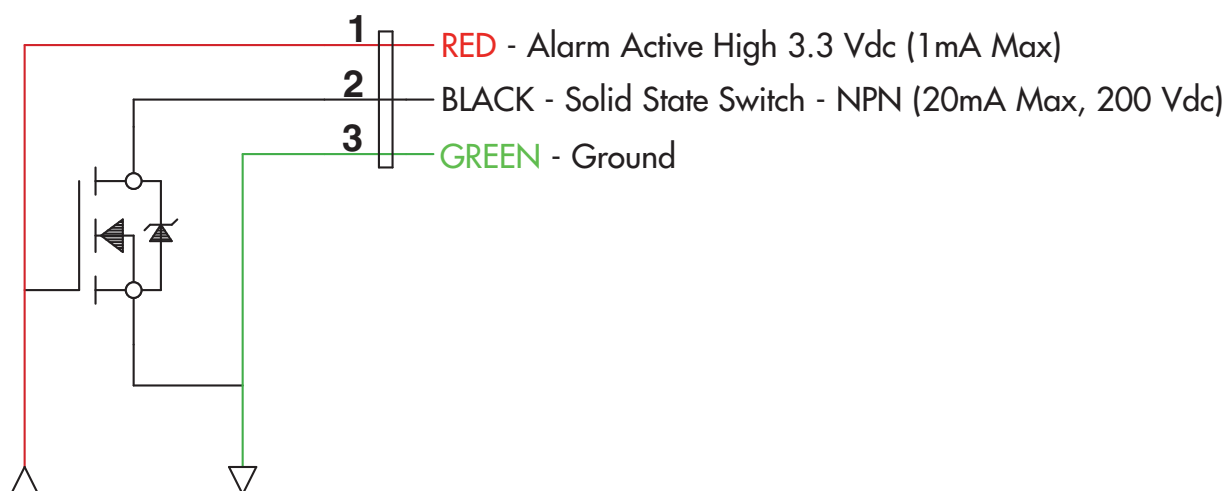 1 RED - Alarm Active High 3.3 Vdc (1mA Max)
2 BLACK - Solid State Switch - NPN (20mA Max, 200 Vdc)
3 GREEN - Ground